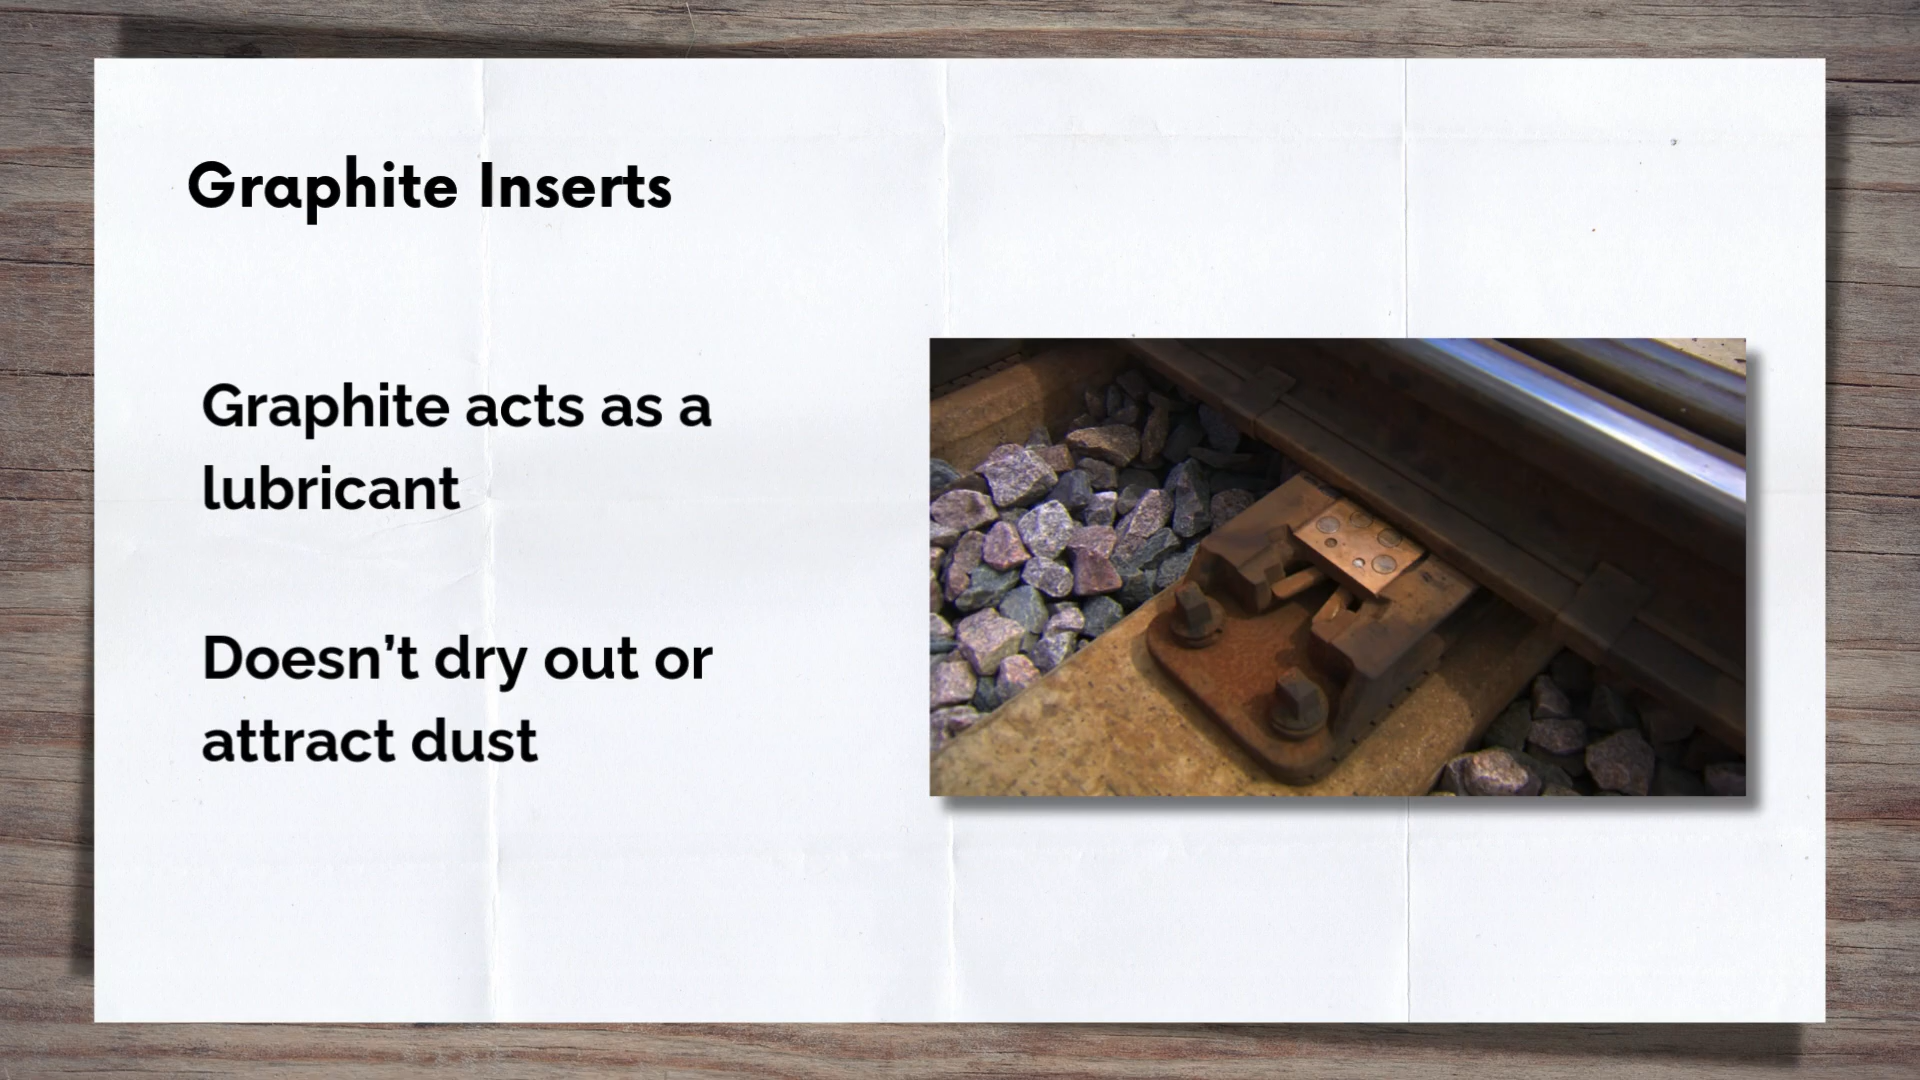 Graphite Inserts
Graphite acts as a
lubricant
Doesn’t dry out or
attract dust